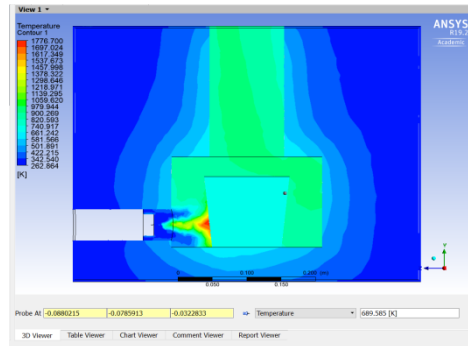 View 1
Temperature
Contour 1
1776.700
1697.024
1617.349
1537.673
1457.998
1378.322
1298.646
1218.971
1139.295
1059.620
979.944
900.269
820.593
740.917
661.242
581.566
501.891
422.215
342.540
262.864
[K]
ANSYS
R19.2
Academic
0 0.100 0.200 (m)
0.050 0.150
Y
Probe At -0.0880215 -0.0785913 -0.0322833 Temperature 689.585 [K]
3D Viewer Table Viewer Chart Viewer Comment Viewer Report Viewer